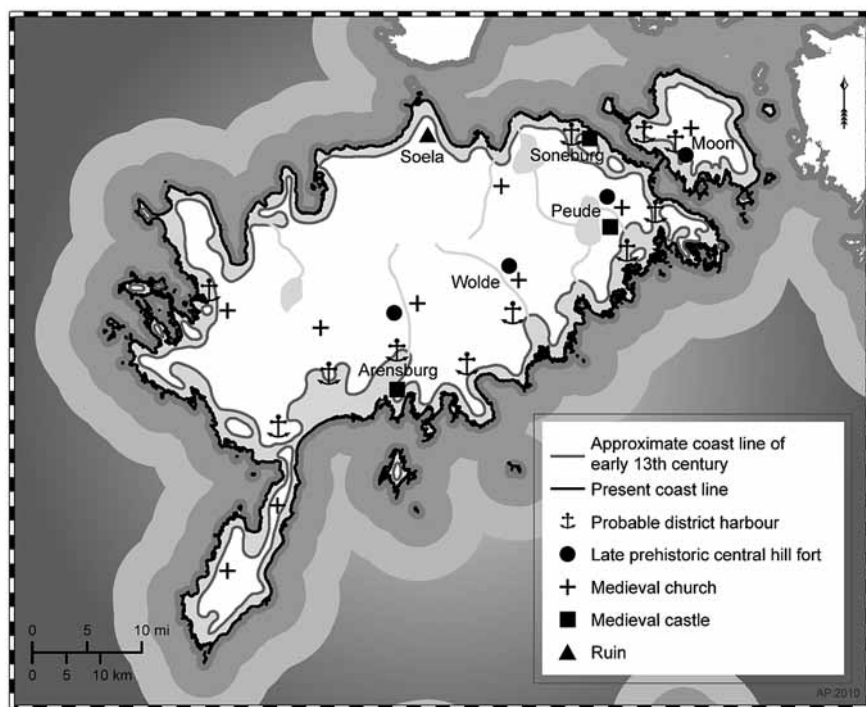 Soela
Soneburg
Moon
Peude
Wolde
Arensburg
Approximate coast line of
early 13th century
Present coast line
Probable district harbour
Late prehistoric central hill fort
Medieval church
Medieval castle
Ruin
0 5 10 mi
0 5 10 km
AP 2010